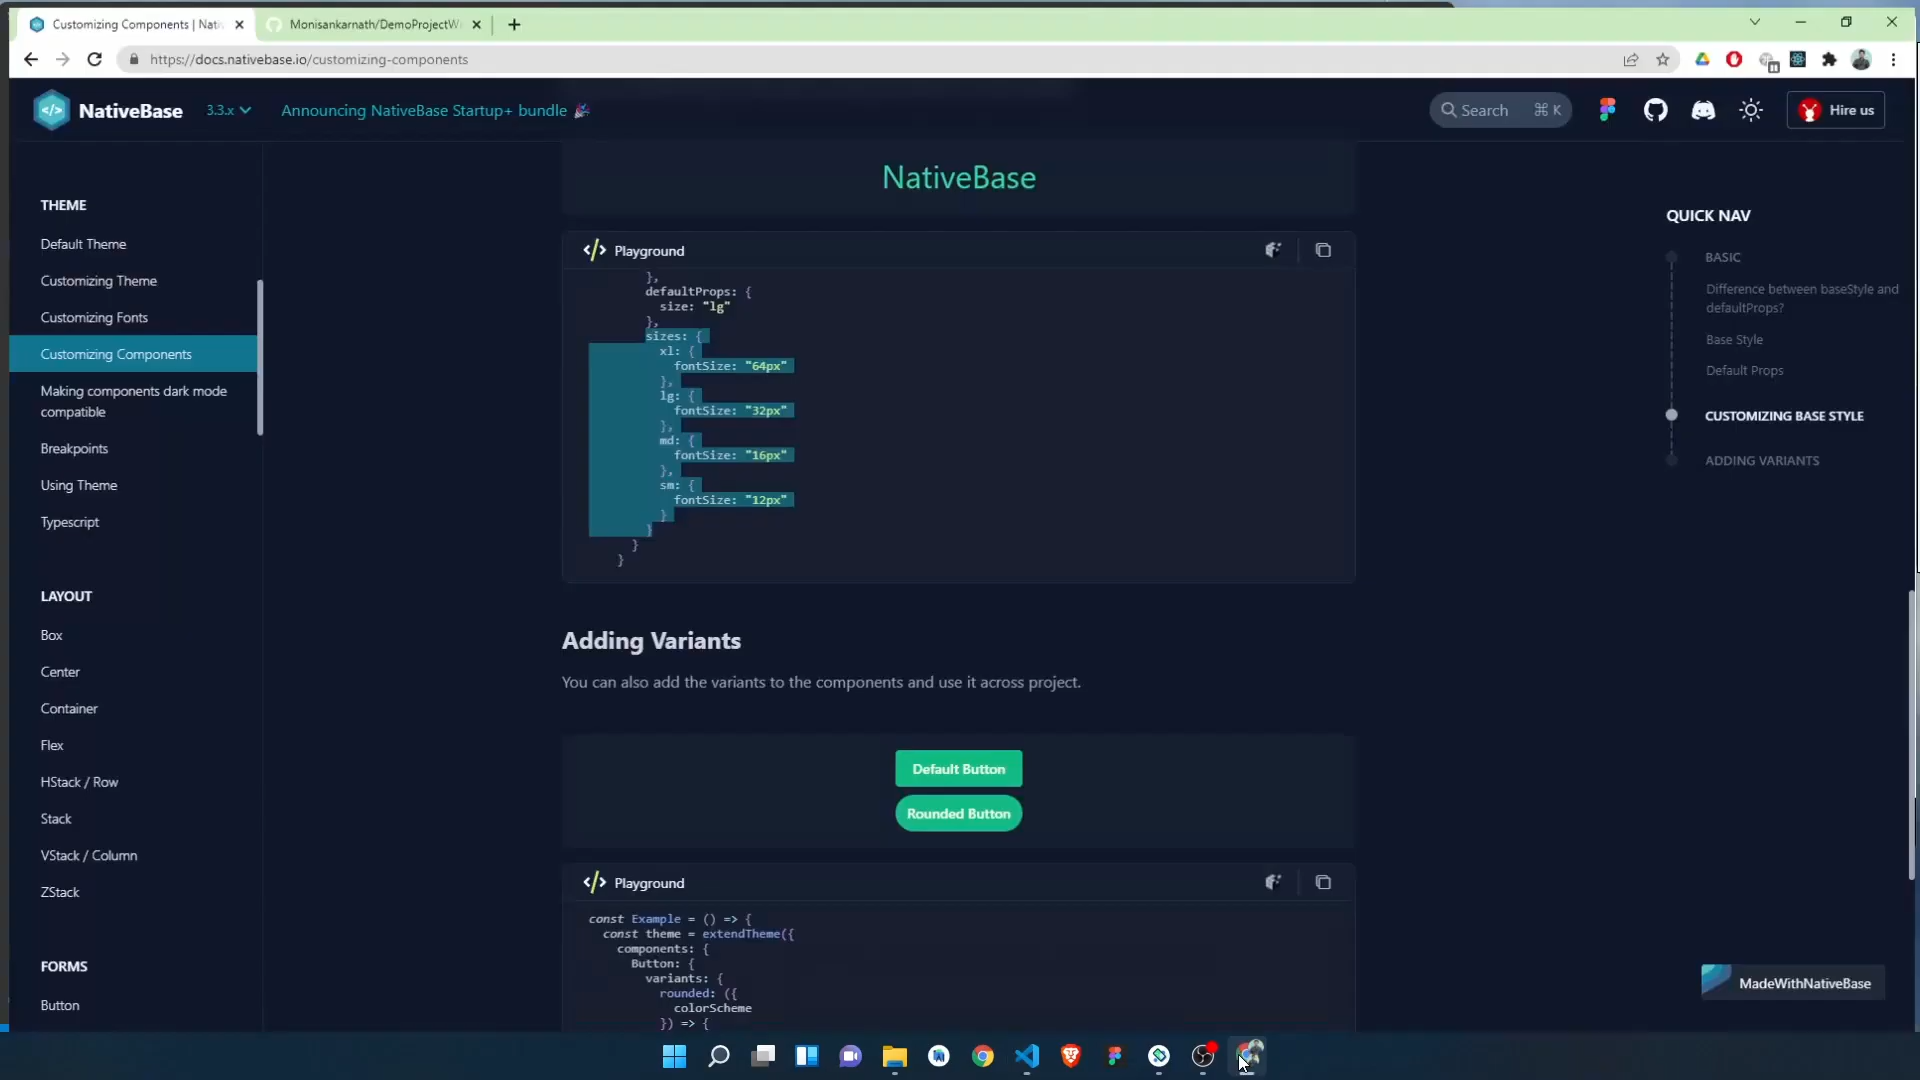 Customizing Components | Nati
Monisankarnath/DemoProjectW
https://docs.nativebase.io/customizing-components
NativeBase
3.3.x
Announcing NativeBase Startup+ bundle 🎉
Search ⌘ K
Hire us
THEME
Default Theme
Customizing Theme
Customizing Fonts
Customizing Components
Making components dark mode
compatible
Breakpoints
Using Theme
Typescript
LAYOUT
Box
Center
Container
Flex
HStack / Row
Stack
VStack / Column
ZStack
FORMS
Button
NativeBase
</> Playground
},
defaultProps: {
size: "lg"
},
sizes: {
xl: {
fontSize: "64px"
},
lg: {
fontSize: "32px"
},
md: {
fontSize: "16px"
},
sm: {
fontSize: "12px"
}
}
}
}
Adding Variants
You can also add the variants to the components and use it across project.
Default Button
Rounded Button
</> Playground
const Example = () => {
const theme = extendTheme({
components: {
Button: {
variants: {
rounded: ({
colorScheme
}) => {
QUICK NAV
BASIC
Difference between baseStyle and
defaultProps?
Base Style
Default Props
CUSTOMIZING BASE STYLE
ADDING VARIANTS
MadeWithNativeBase